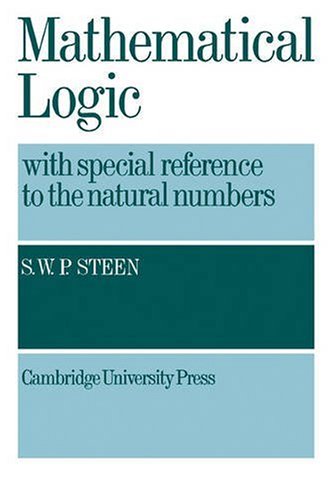 Mathematical
Logic
with special reference
to the natural numbers
S.W.P. STEEN
Cambridge University Press